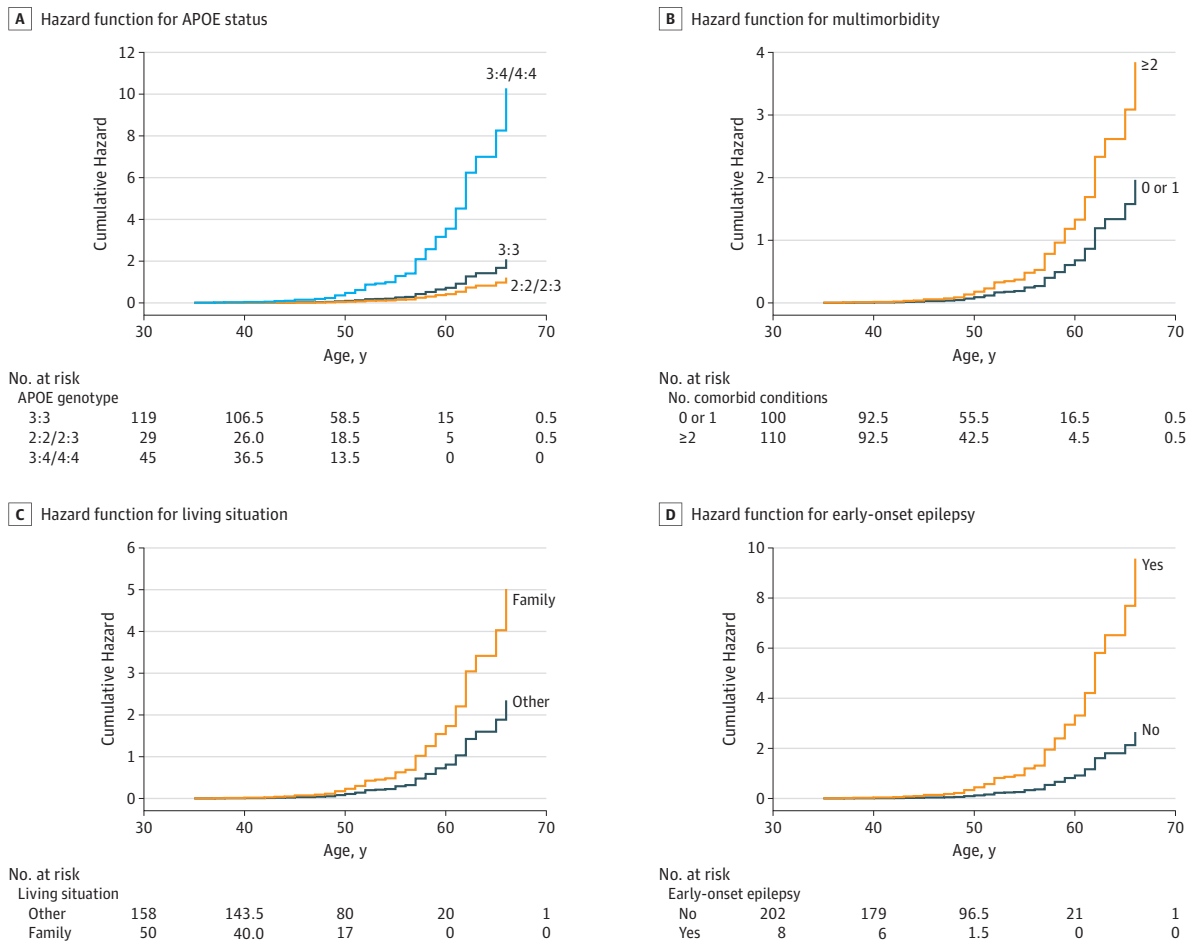 A Hazard function for APOE status
12
10
8
6
4
2
0
Cumulative Hazard
3:4/4:4
3:3
2:2/2:3
30 40 50 60 70
Age, y
No. at risk
APOE genotype
3:3 119 106.5 58.5 15 0.5
2:2/2:3 29 26.0 18.5 5 0.5
3:4/4:4 45 36.5 13.5 0 0
B Hazard function for multimorbidity
4
3
2
1
0
Cumulative Hazard
≥2
0 or 1
30 40 50 60 70
Age, y
No. at risk
No. comorbid conditions
0 or 1 100 92.5 55.5 16.5 0.5
≥2 110 92.5 42.5 4.5 0.5
C Hazard function for living situation
6
5
4
3
2
1
0
Cumulative Hazard
Family
Other
30 40 50 60 70
Age, y
No. at risk
Living situation
Other 158 143.5 80 20 1
Family 50 40.0 17 0 0
D Hazard function for early-onset epilepsy
10
8
6
4
2
0
Cumulative Hazard
Yes
No
30 40 50 60 70
Age, y
No. at risk
Early-onset epilepsy
No 202 179 96.5 21 1
Yes 8 6 1.5 0 0